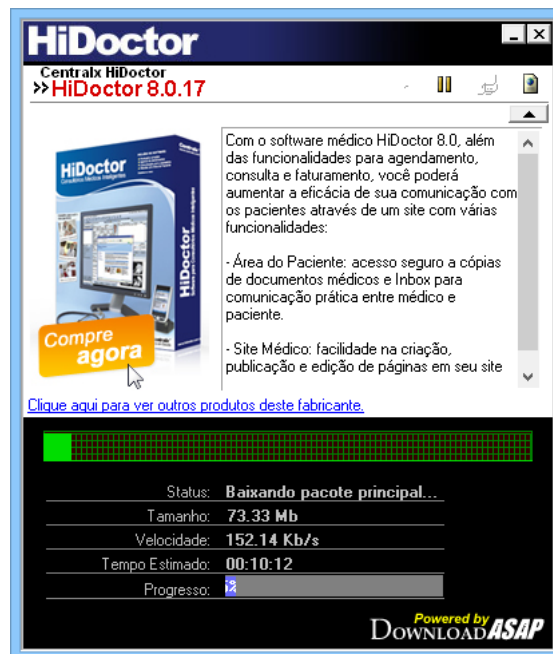 HiDoctor
Centralx HiDoctor
>>HiDoctor 8.0.17
HiDoctor
HiDoctor
Compre
agora
Com o software médico HiDoctor 8.0, além
das funcionalidades para agendamento,
consulta e faturamento, você poderá
aumentar a eficácia de sua comunicação com
os pacientes através de um site com várias
funcionalidades:
- Área do Paciente: acesso seguro a cópias
de documentos médicos e Inbox para
comunicação prática entre médico e
paciente.
- Site Médico: facilidade na criação,
publicação e edição de páginas em seu site
Clique aqui para ver outros produtos deste fabricante.
Status: Baixando pacote principal...
Tamanho: 73.33 Mb
Velocidade: 152.14 Kb/s
Tempo Estimado: 00:10:12
Progresso:
Powered by
DOWNLOADASAP